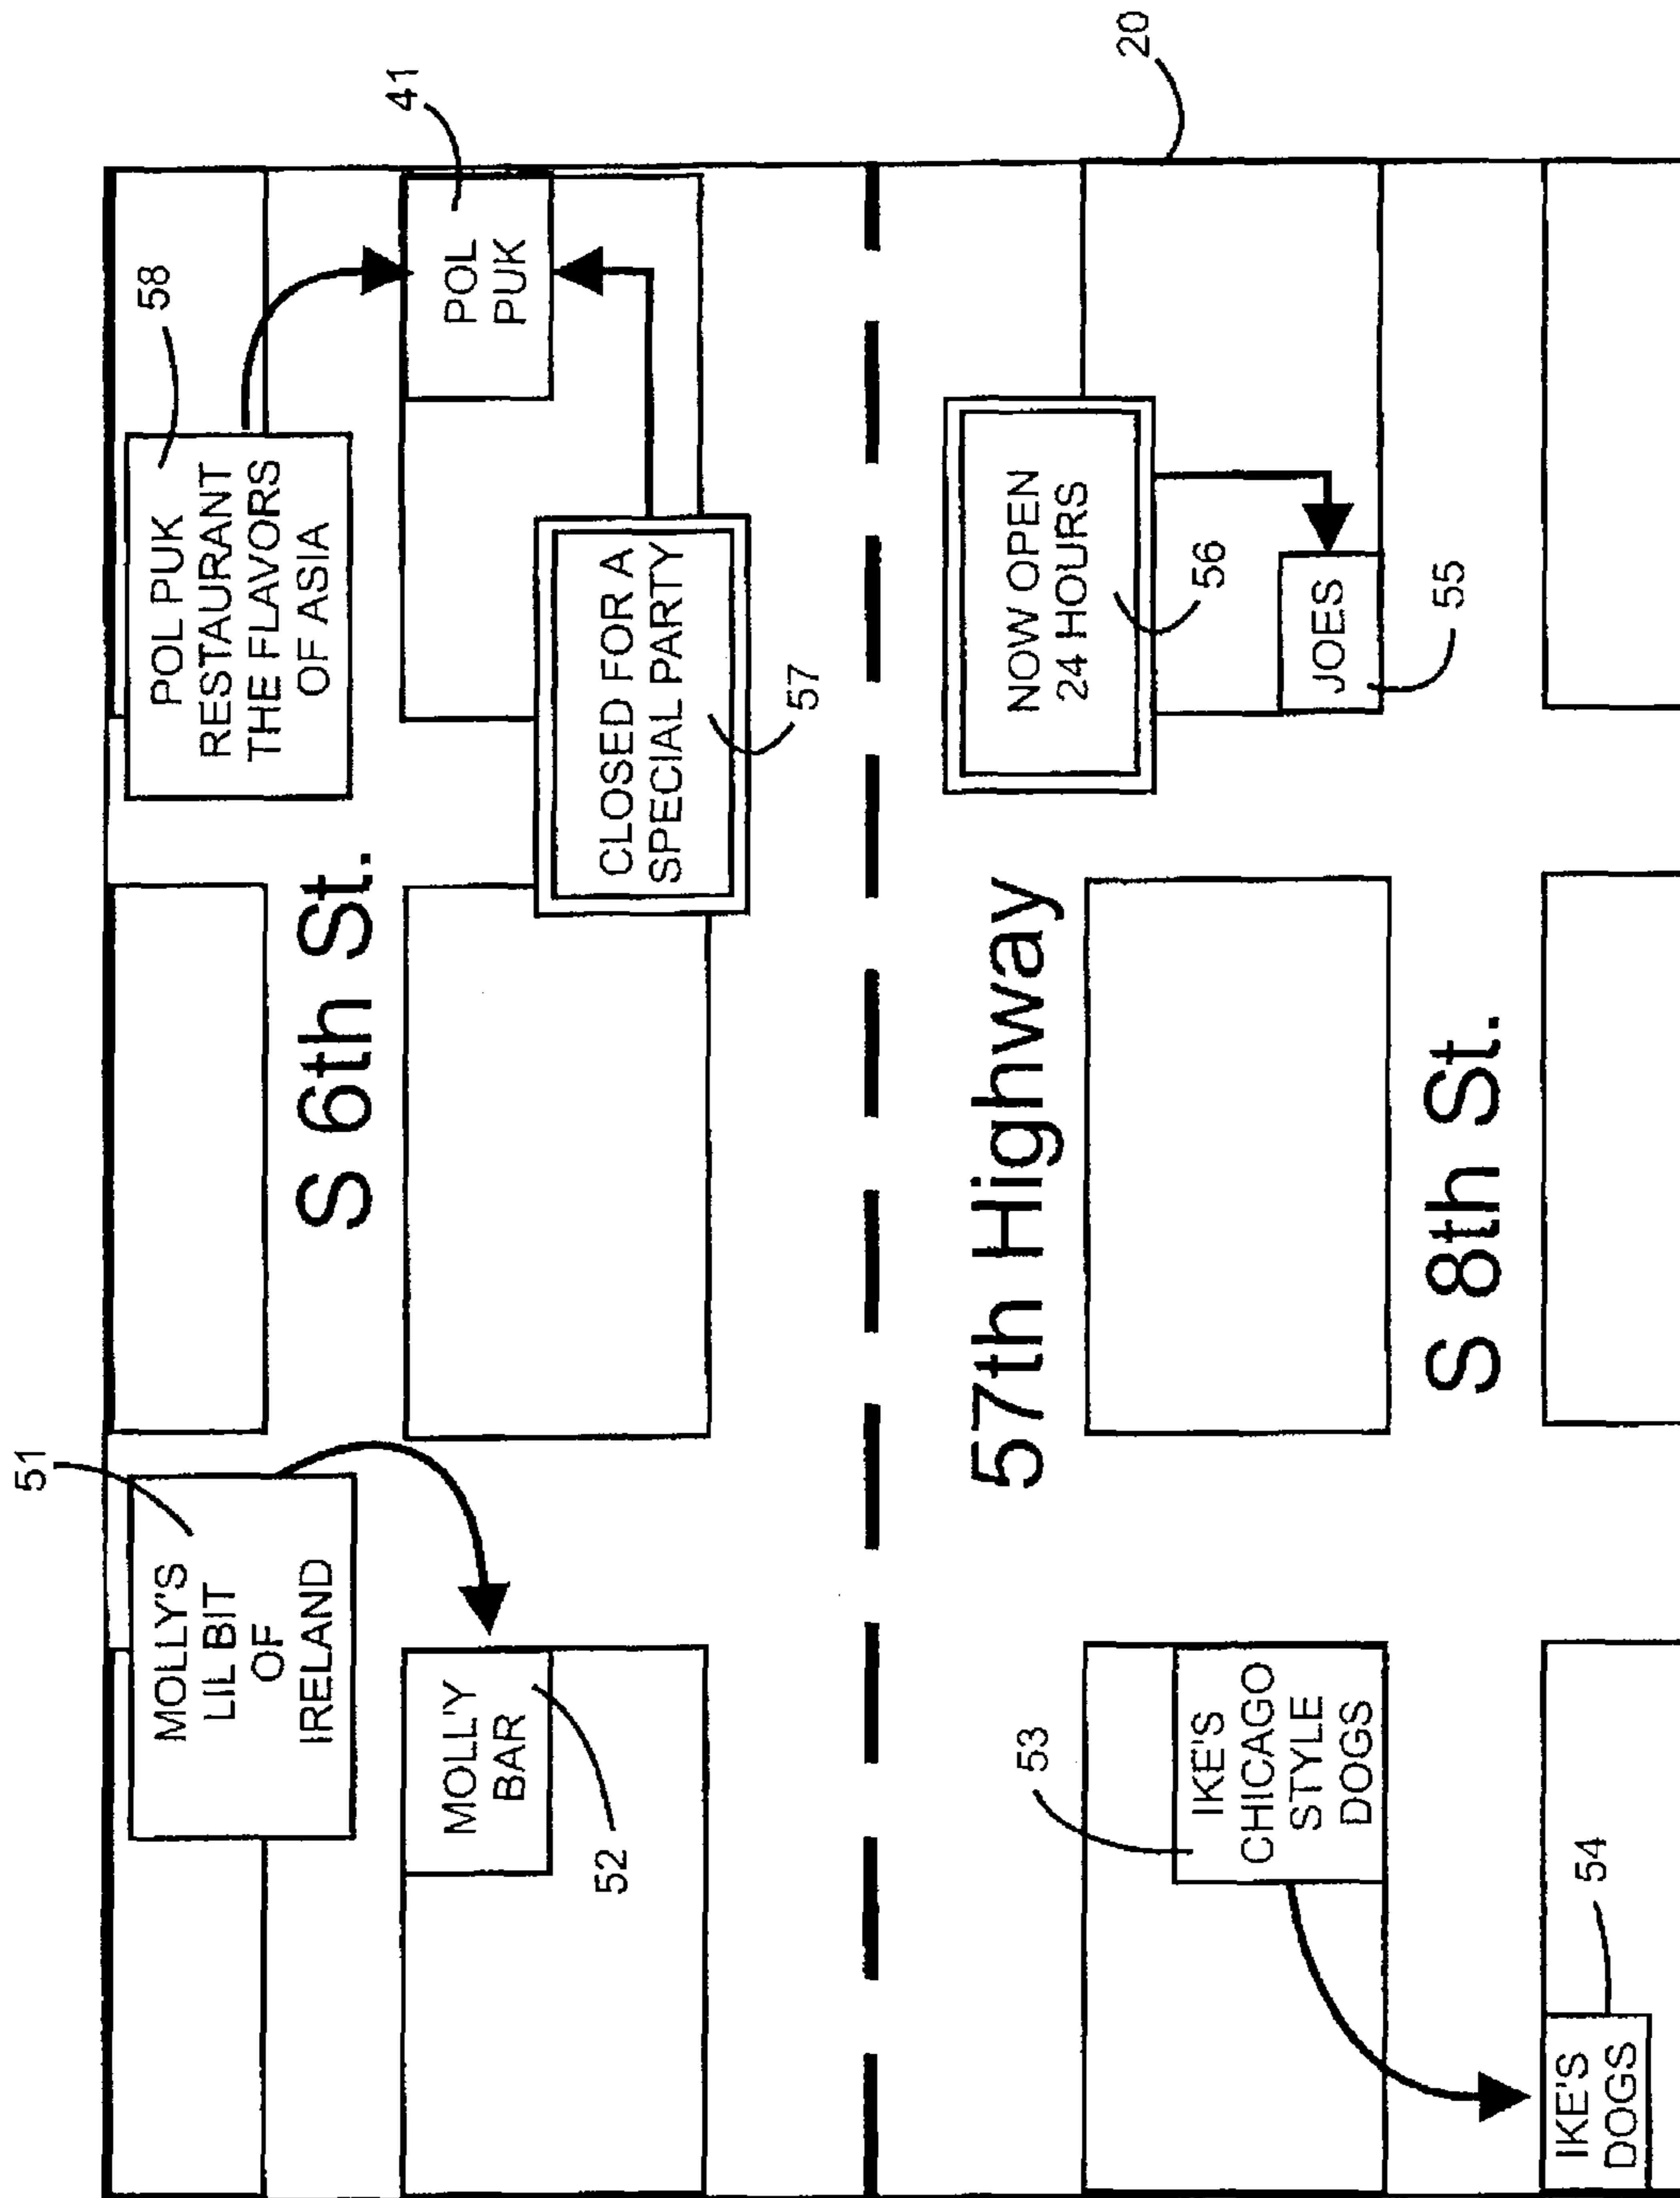 51
MOLLY'S
LIL BIT
OF
IRELAND
POL PUK
RESTAURANT
THE FLAVORS
OF ASIA
58
S 6th St.
MOLL'Y
BAR
52
POL
PUK
41
CLOSED FOR A
SPECIAL PARTY
57
57th Highway
NOW OPEN
24 HOURS
56
20
53
IKE'S
CHICAGO
STYLE
DOGS
JOES
55
S 8th St.
IKE'S
DOGS
54